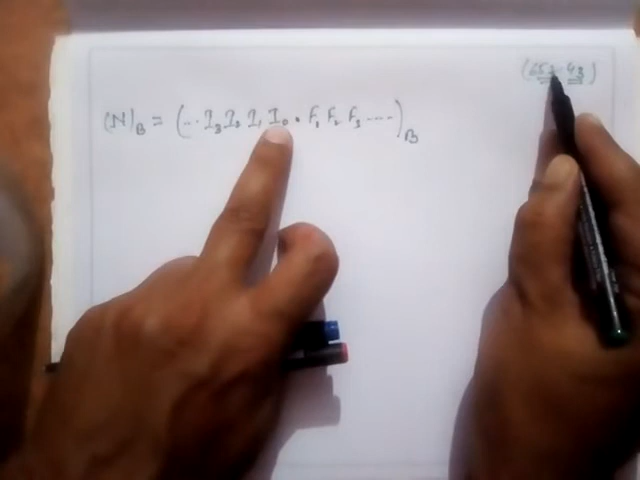 (N)B = (... I3 I2 I1 I0 . F1 F2 F3 ....)B